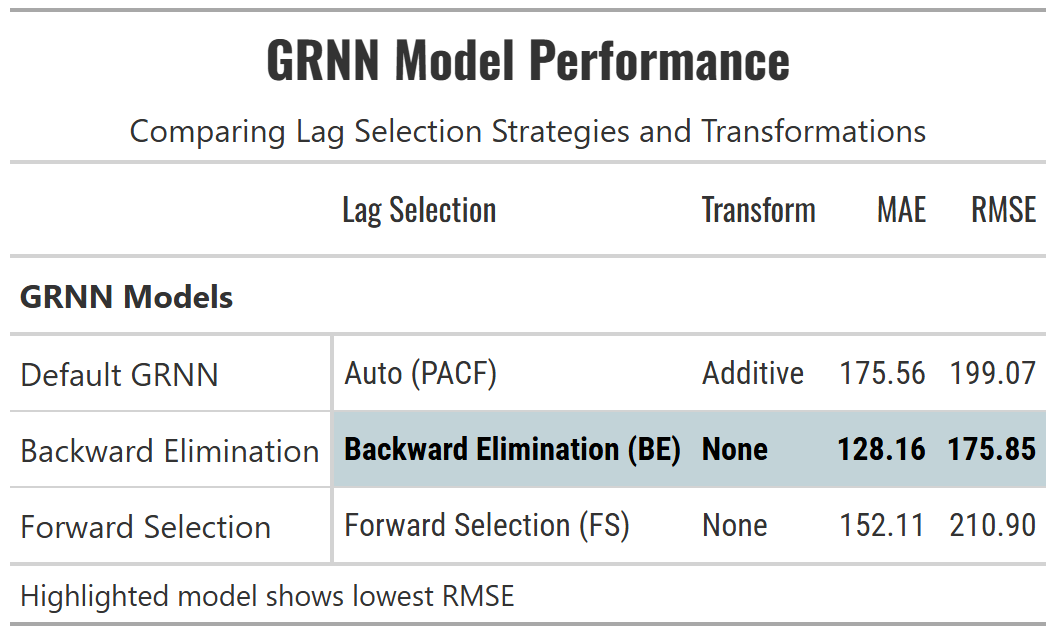 GRNN Model Performance
Comparing Lag Selection Strategies and Transformations
Lag Selection Transform MAE RMSE
GRNN Models
Default GRNN Auto (PACF) Additive 175.56 199.07
Backward Elimination Backward Elimination (BE) None 128.16 175.85
Forward Selection Forward Selection (FS) None 152.11 210.90
Highlighted model shows lowest RMSE